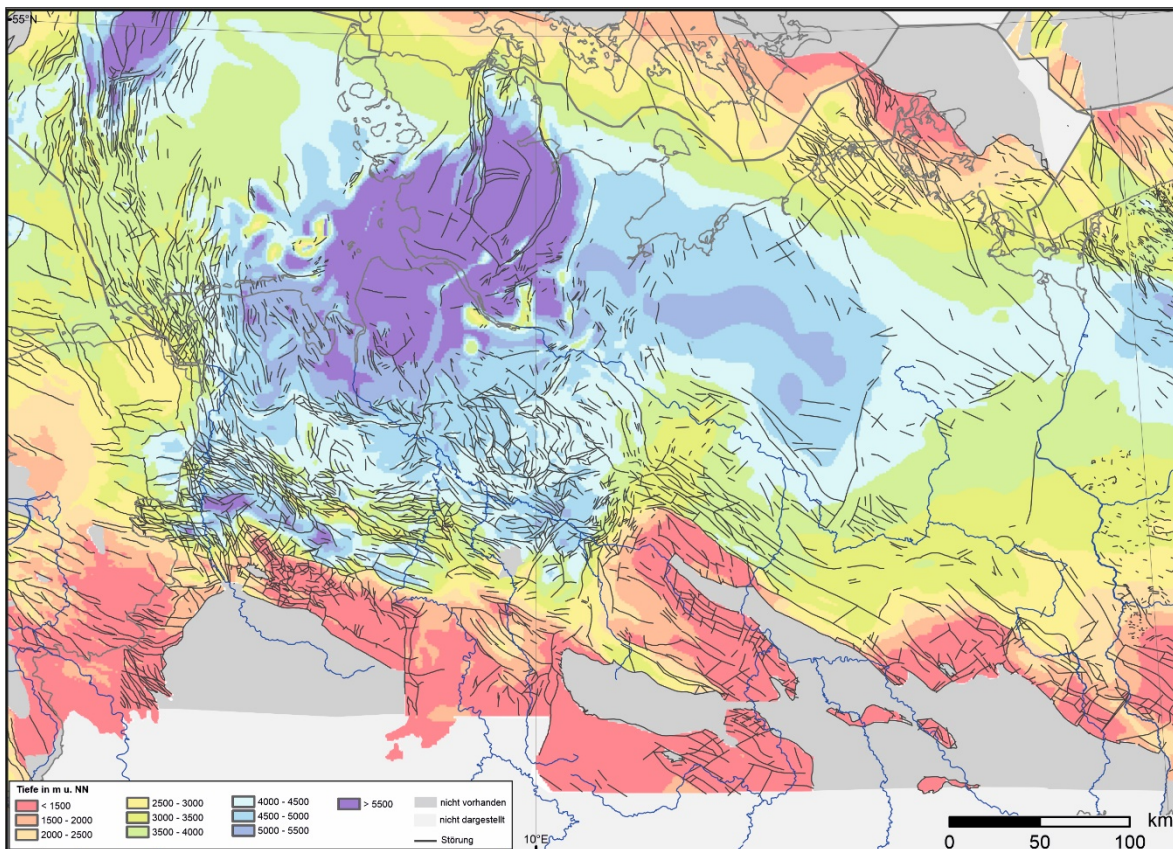 55°N
Tiefe in m u. NN
< 1500
1500 - 2000
2000 - 2500
2500 - 3000
3000 - 3500
3500 - 4000
4000 - 4500
4500 - 5000
5000 - 5500
> 5500
nicht vorhanden
nicht dargestellt
Störung
10°E
km
0 50 100